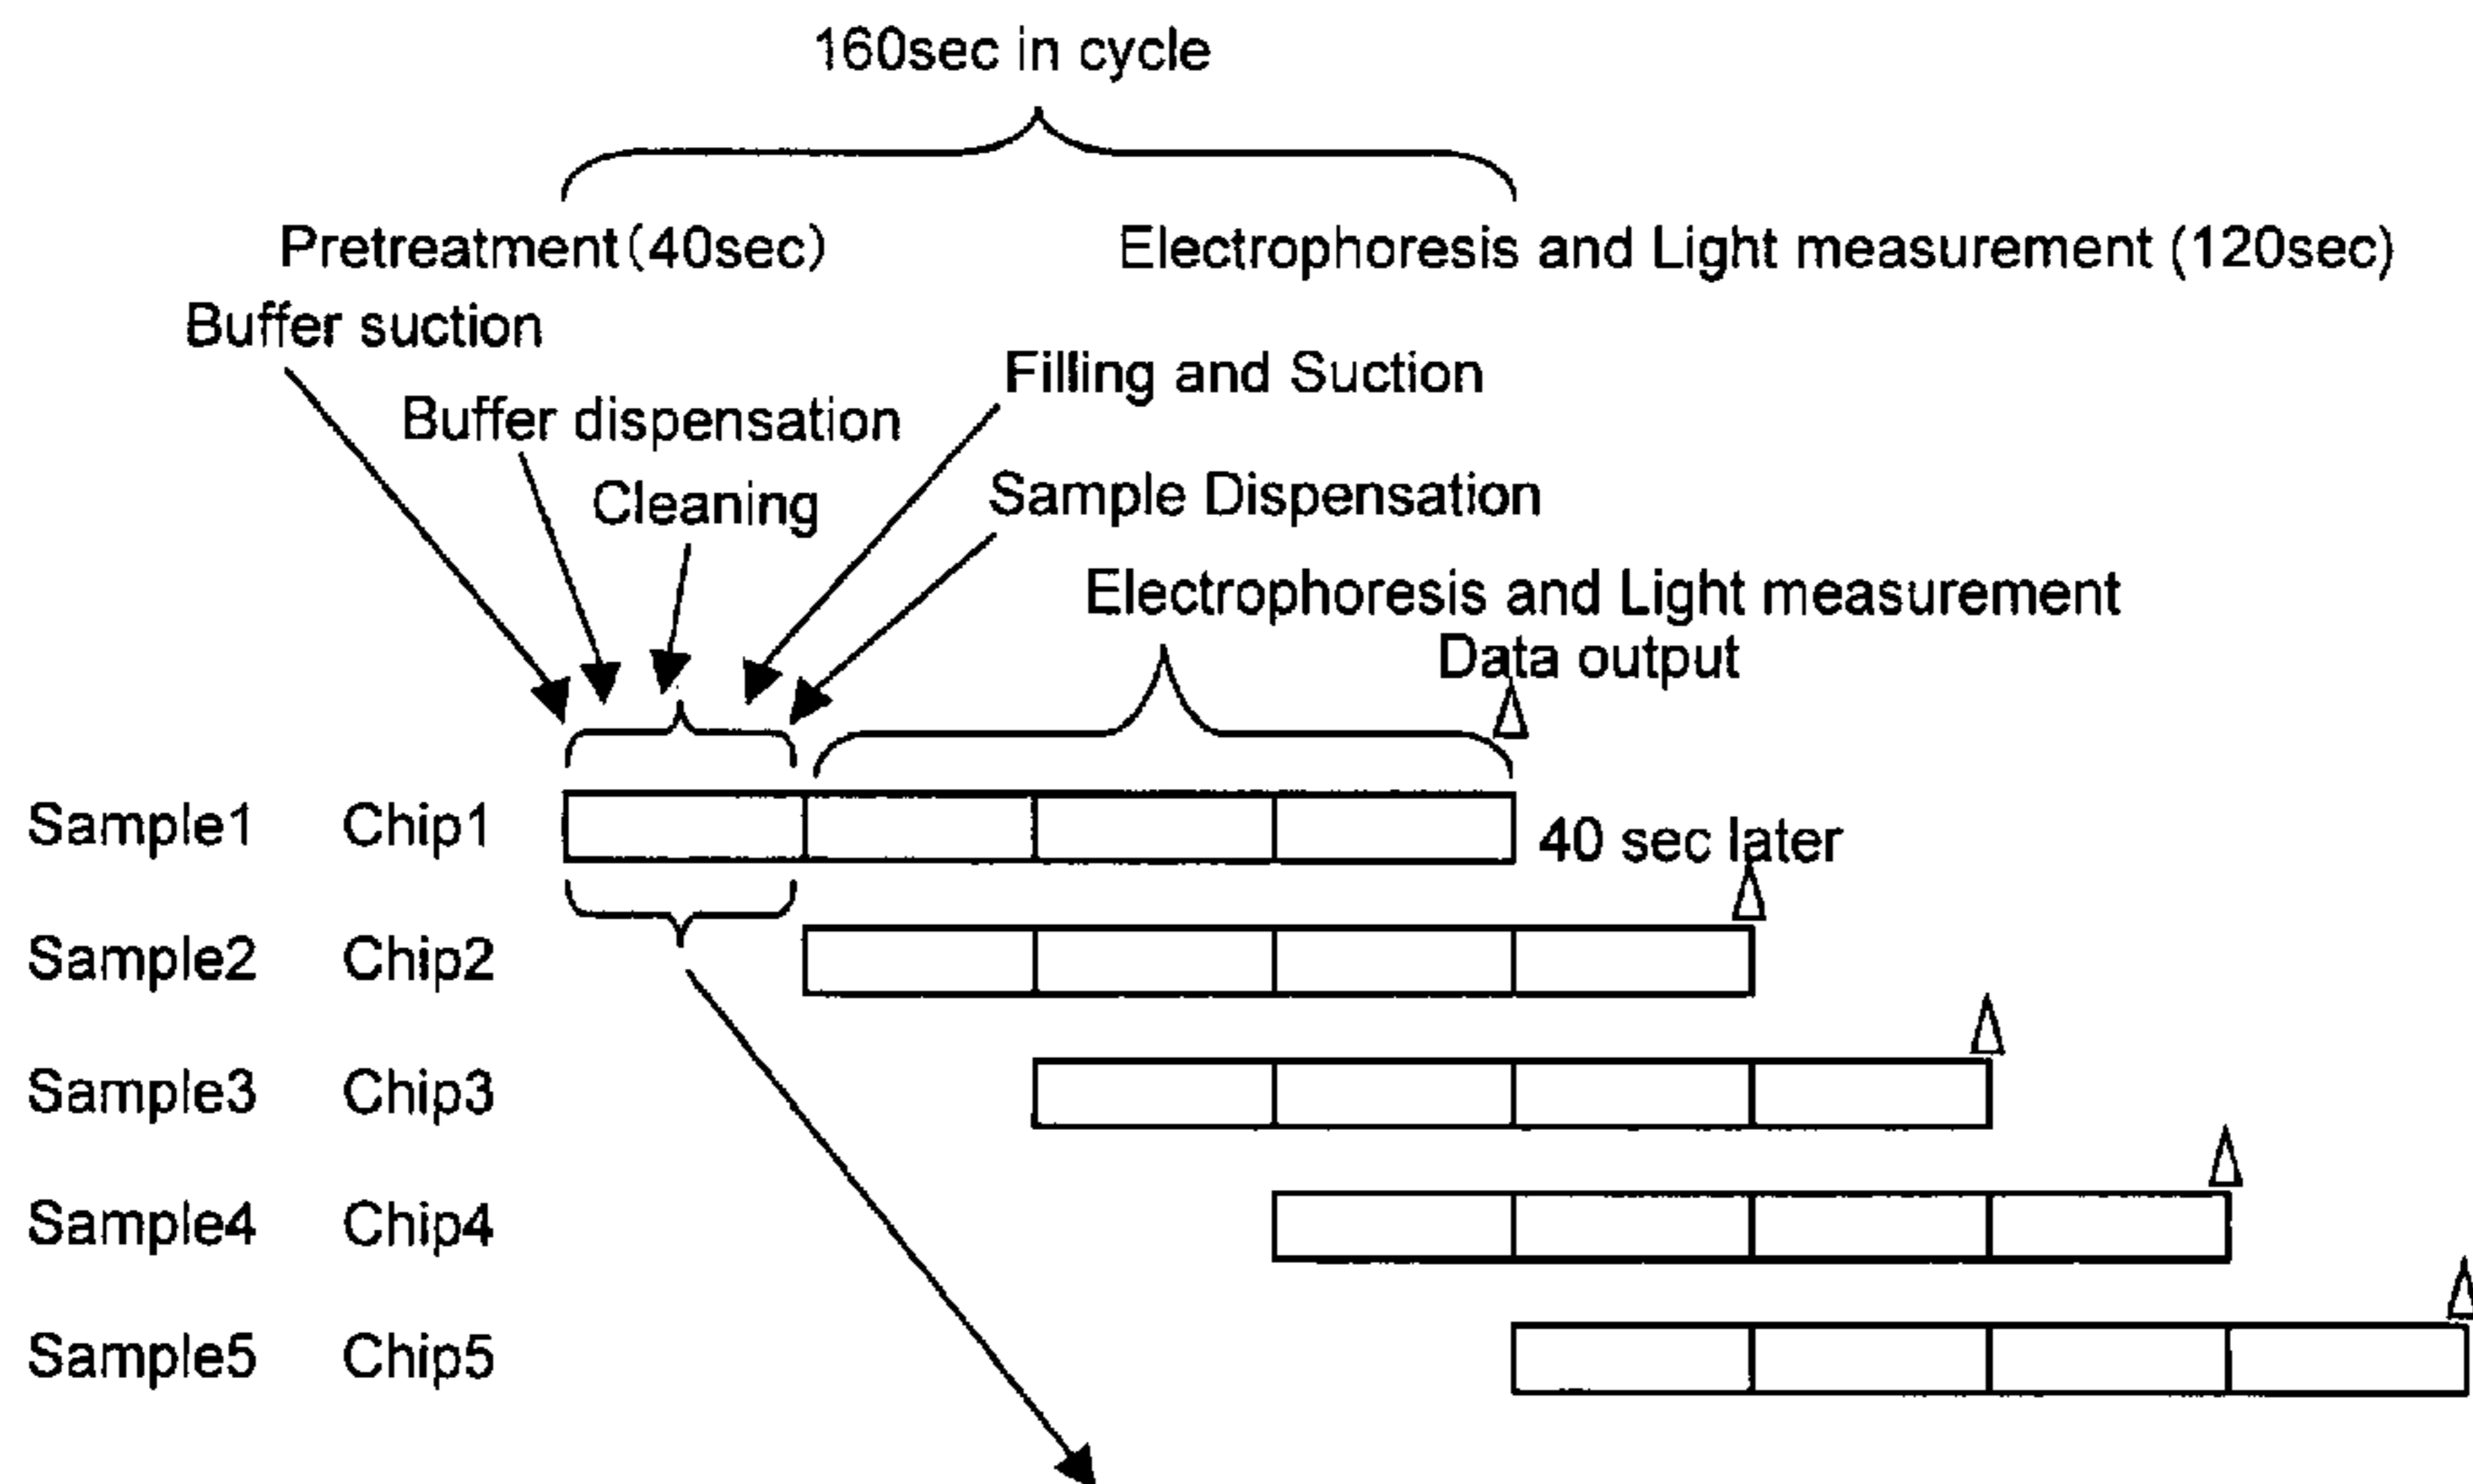 160sec in cycle
Pretreatment(40sec)
Electrophoresis and Light measurement (120sec)
Buffer suction
Filling and Suction
Buffer dispensation
Cleaning
Sample Dispensation
Electrophoresis and Light measurement
Data output
Sample1 Chip1
40 sec later
Sample2 Chip2
Sample3 Chip3
Sample4 Chip4
Sample5 Chip5